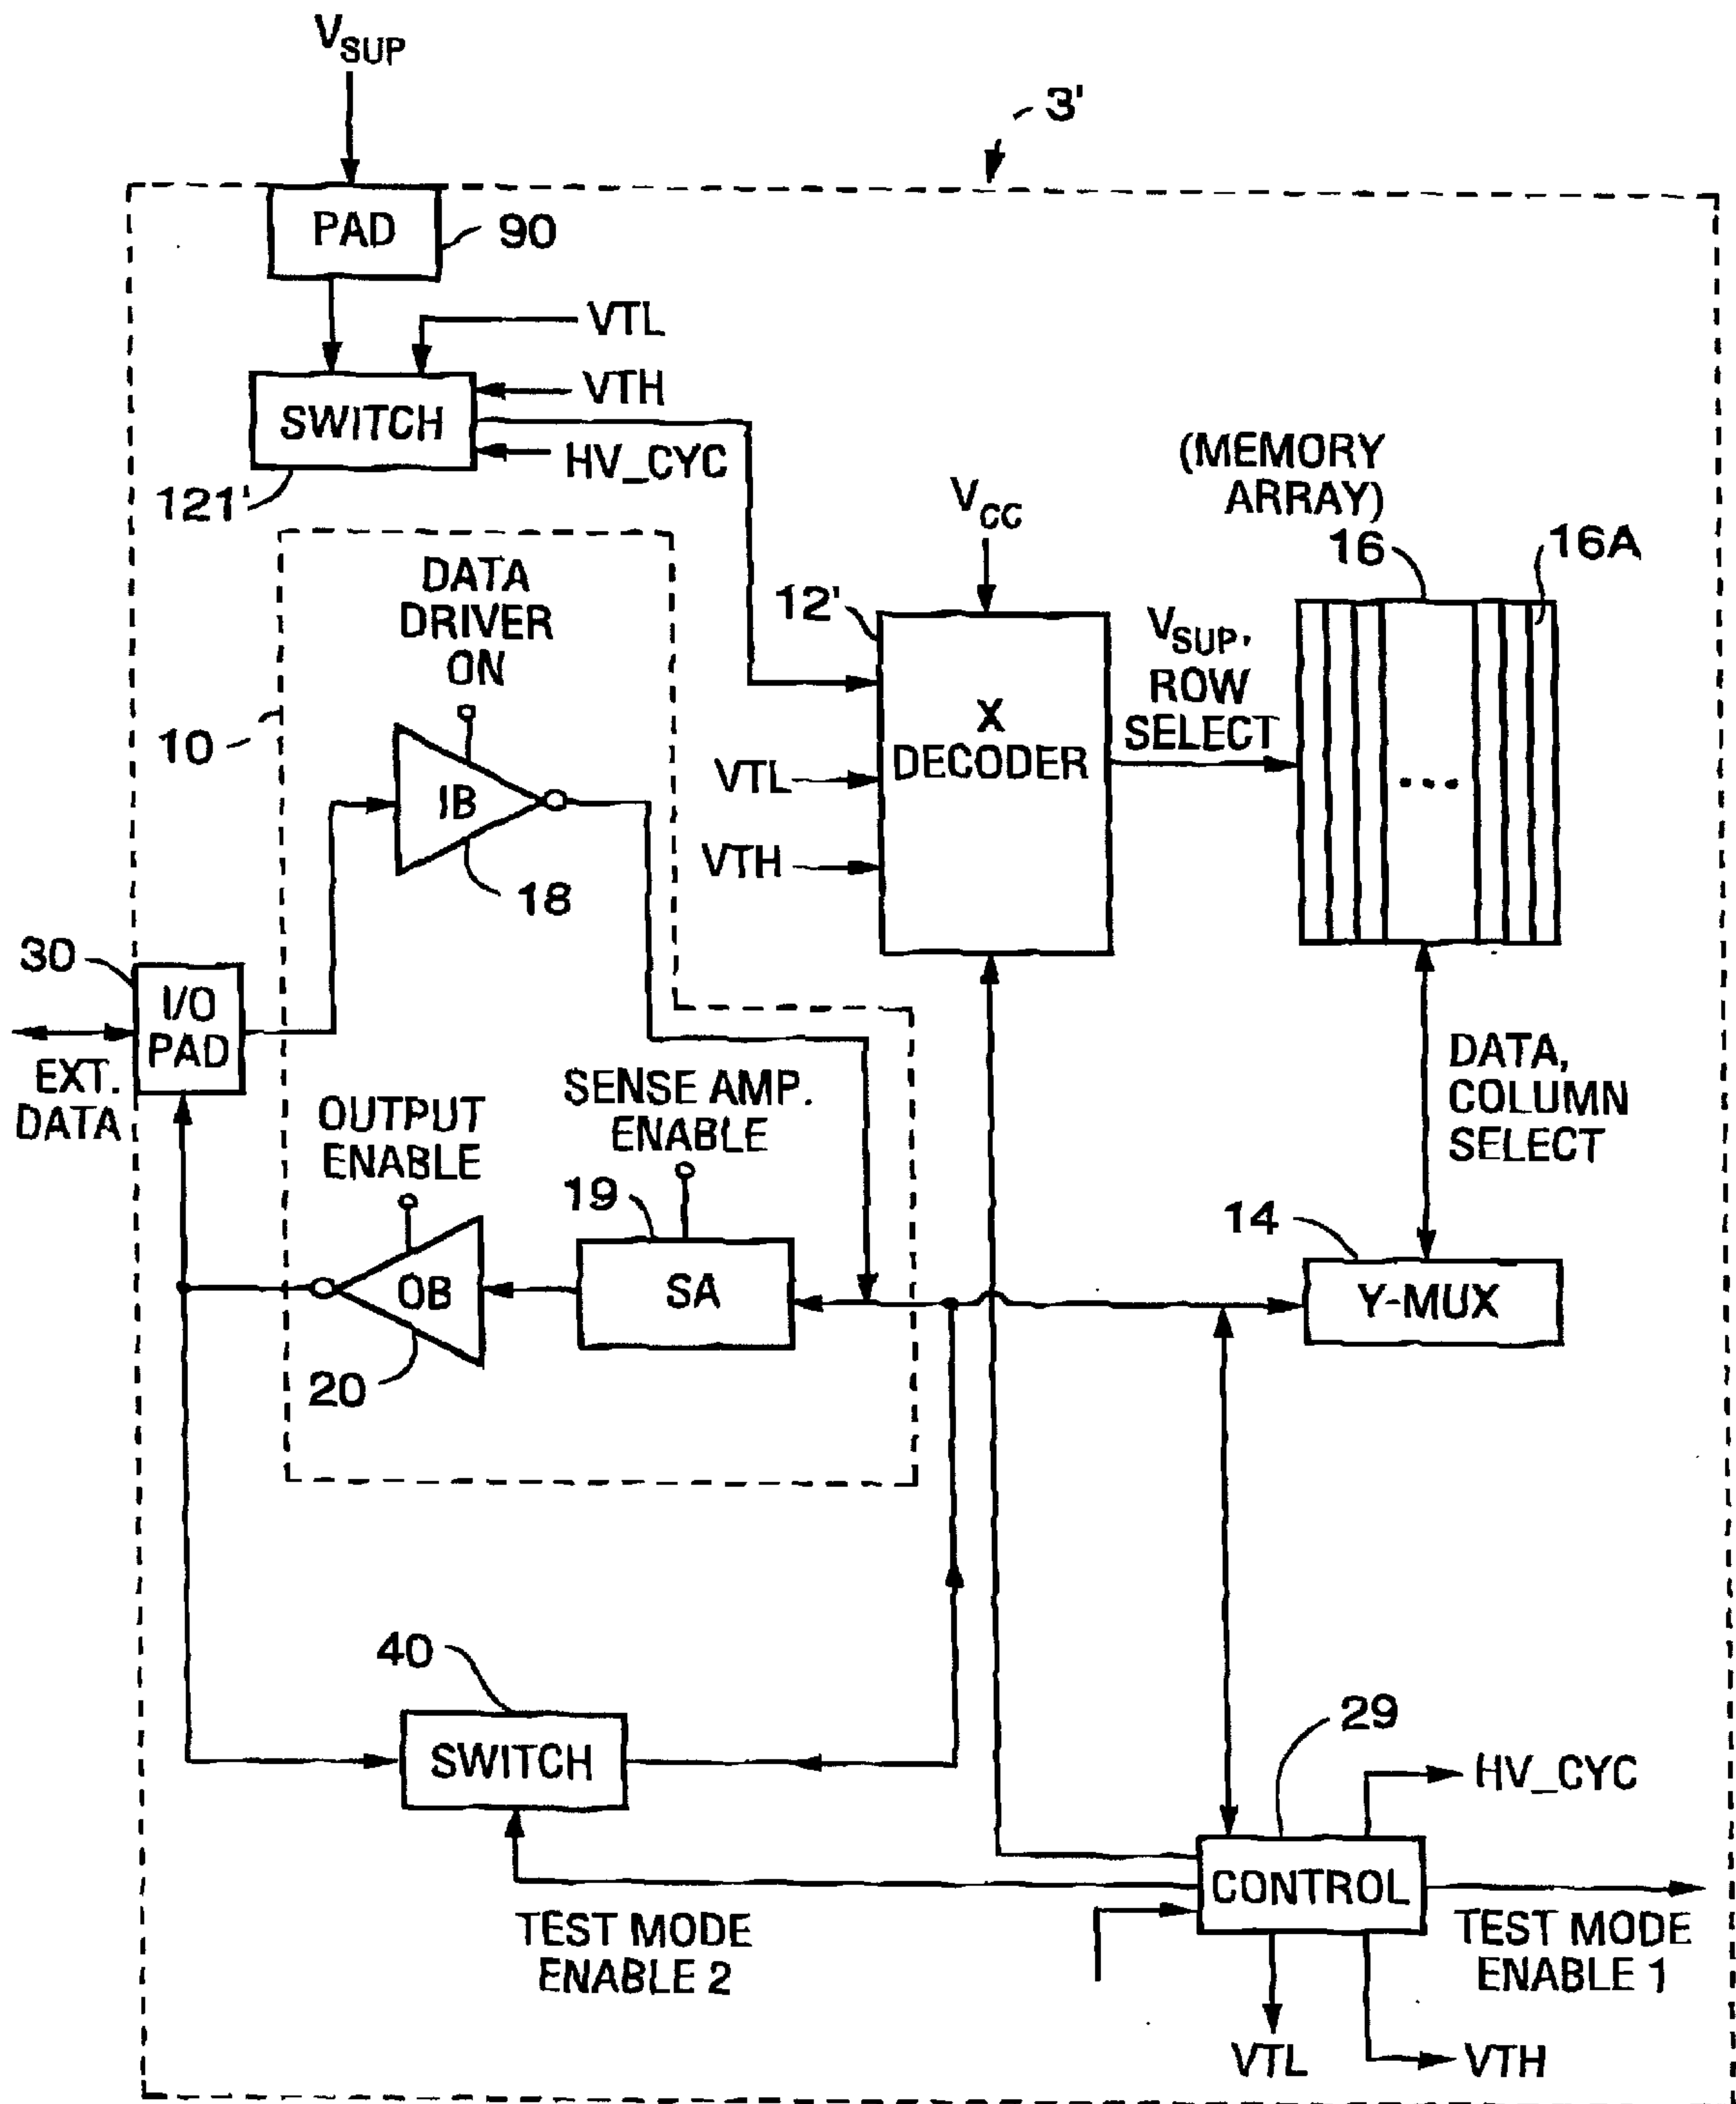 VSUP
3'
PAD
90
VTL
SWITCH
VTH
HV_CYC
121'
(MEMORY
ARRAY)
VCC
16
16A
DATA
DRIVER
ON
10
12'
X
DECODER
VSUP,
ROW
SELECT
...
IB
18
VTL
VTH
30
I/O
PAD
EXT.
DATA
DATA,
COLUMN
SELECT
OUTPUT
ENABLE
SENSE AMP.
ENABLE
19
14
OB
SA
Y-MUX
20
40
SWITCH
29
HV_CYC
CONTROL
TEST MODE
ENABLE 2
TEST MODE
ENABLE 1
VTL
VTH